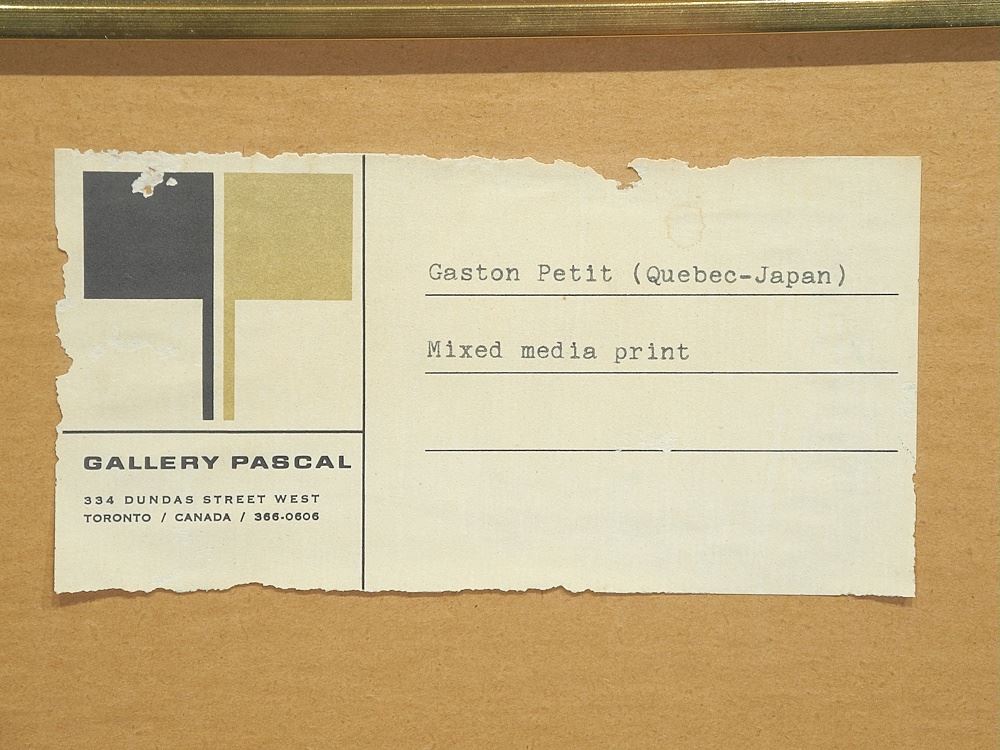 Gaston Petit (Quebec-Japan)
Mixed media print
GALLERY PASCAL
334 DUNDAS STREET WEST
TORONTO / CANADA / 366-0606